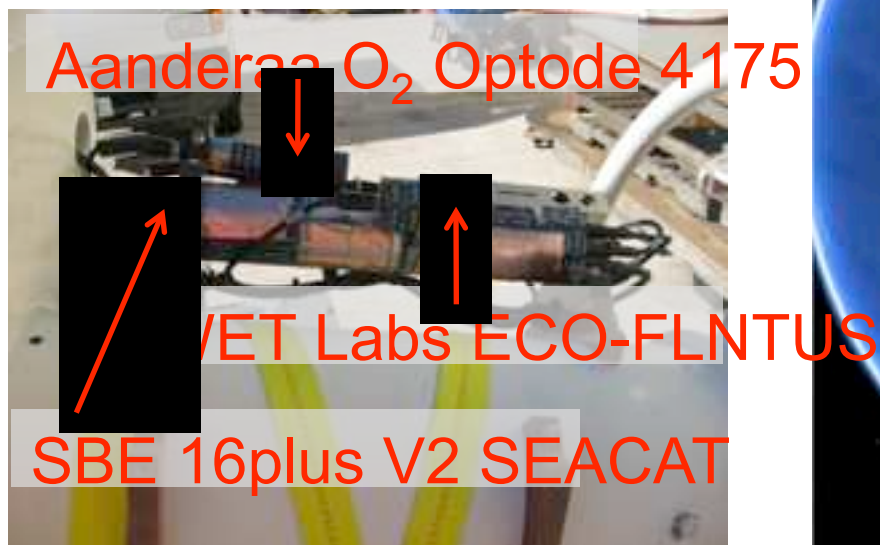 Aanderaa O₂ Optode 4175
WET Labs ECO-FLNTUS
SBE 16plus V2 SEACAT